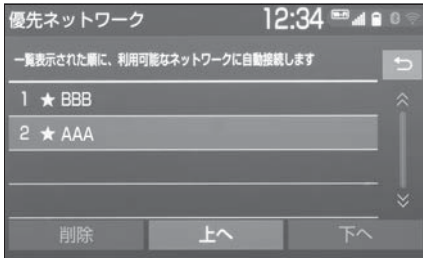 優先ネットワーク 12:34
一覧表示された順に、利用可能なネットワークに自動接続します
1 ★ BBB
2 ★ AAA
削除 上へ 下へ